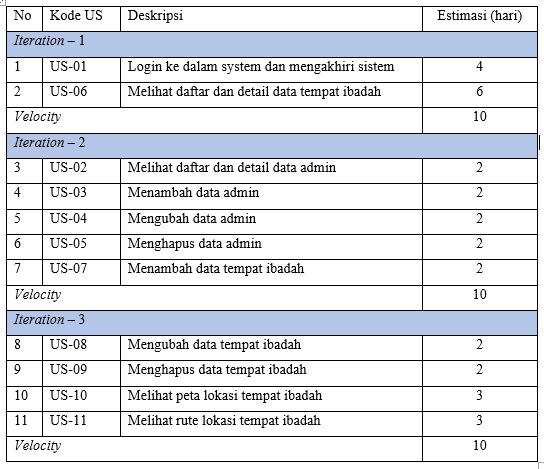 No Kode US Deskripsi Estimasi (hari)
Iteration – 1
1 US-01 Login ke dalam system dan mengakhiri sistem 4
2 US-06 Melihat daftar dan detail data tempat ibadah 6
Velocity 10
Iteration – 2
3 US-02 Melihat daftar dan detail data admin 2
4 US-03 Menambah data admin 2
5 US-04 Mengubah data admin 2
6 US-05 Menghapus data admin 2
7 US-07 Menambah data tempat ibadah 2
Velocity 10
Iteration – 3
8 US-08 Mengubah data tempat ibadah 2
9 US-09 Menghapus data tempat ibadah 2
10 US-10 Melihat peta lokasi tempat ibadah 3
11 US-11 Melihat rute lokasi tempat ibadah 3
Velocity 10